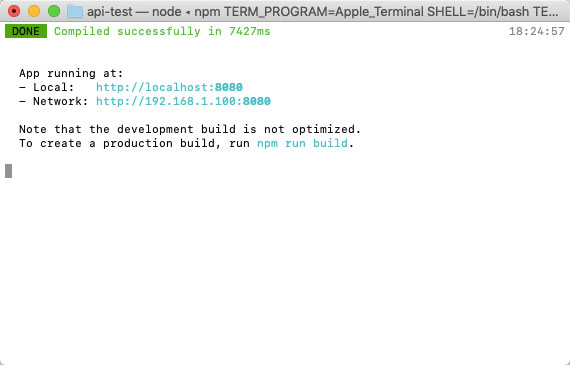 api-test — node ◂ npm TERM_PROGRAM=Apple_Terminal SHELL=/bin/bash TE...
DONE Compiled successfully in 7427ms 18:24:57
App running at:
- Local: http://localhost:8080
- Network: http://192.168.1.100:8080
Note that the development build is not optimized.
To create a production build, run npm run build.